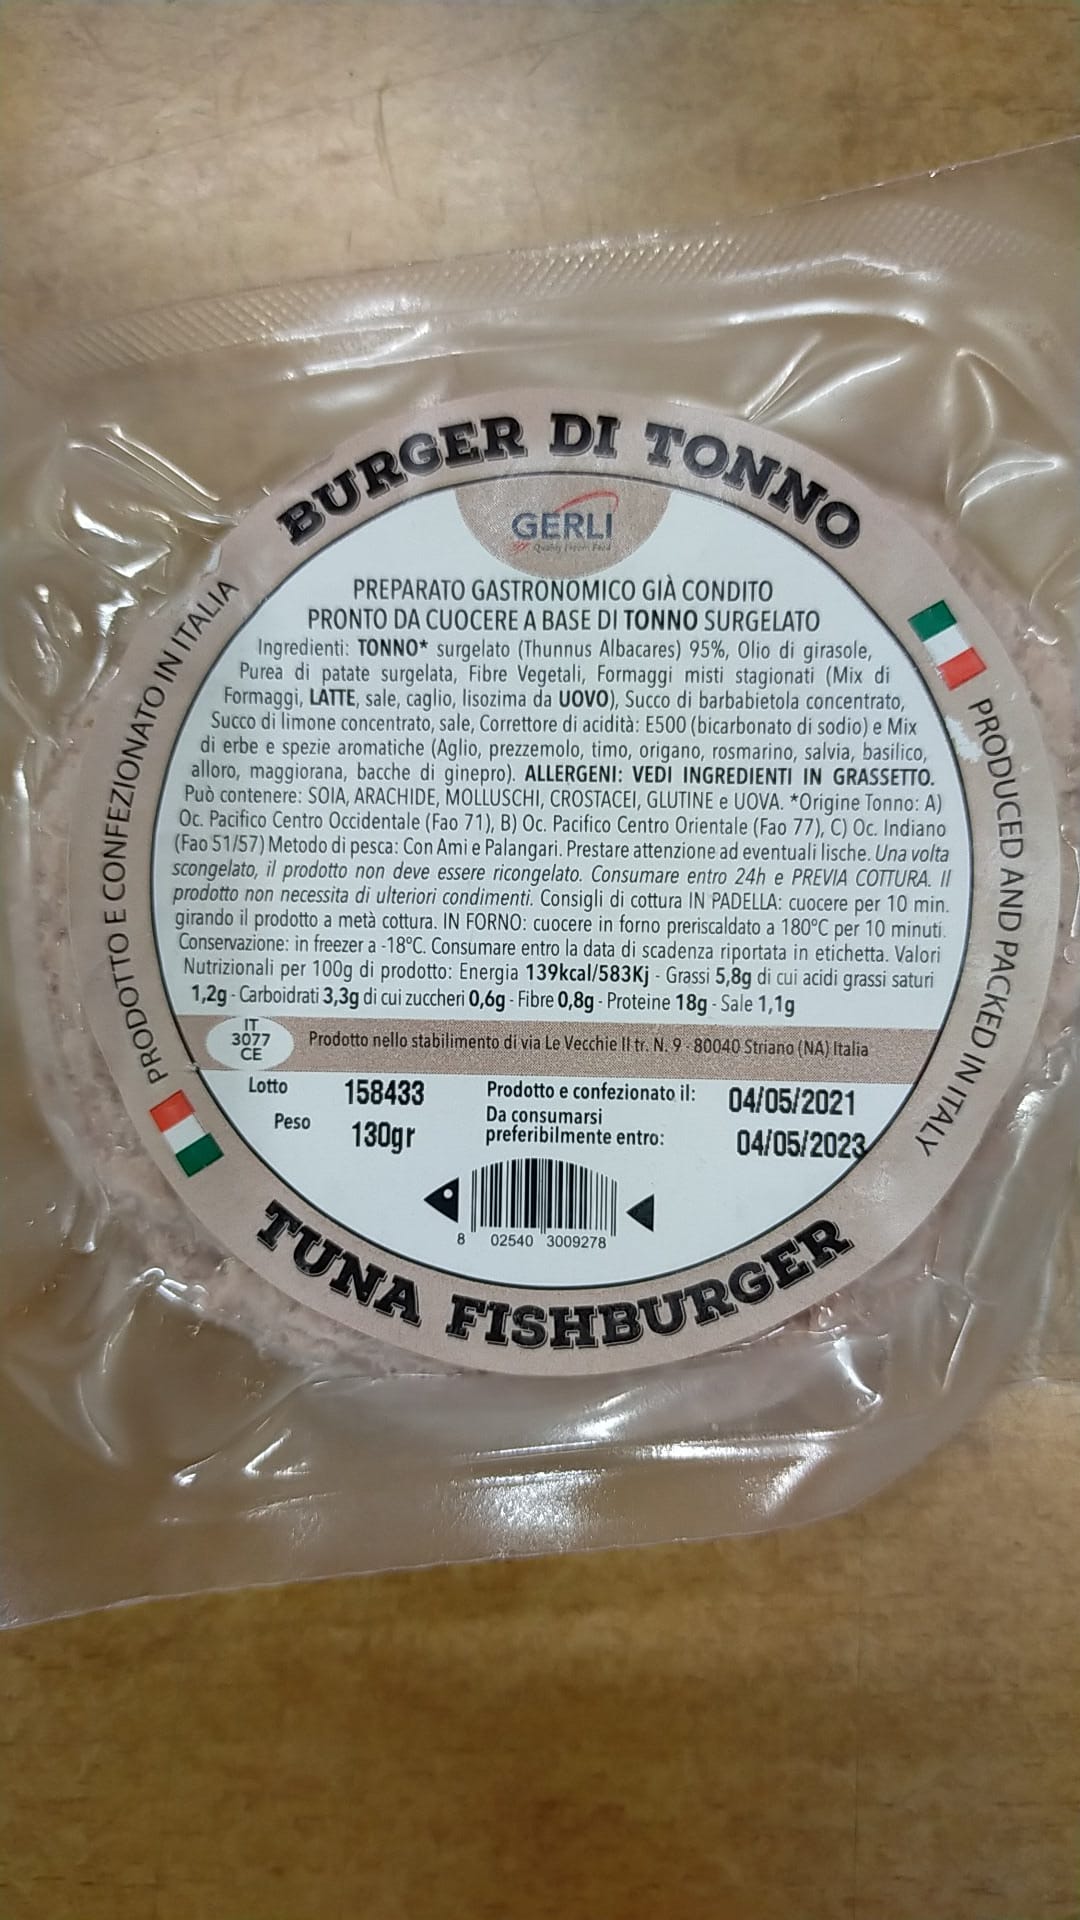 BURGER DI TONNO
GERLI
PREPARATO GASTRONOMICO GIÀ CONDITO
PRONTO DA CUOCERE A BASE DI TONNO SURGELATO
Ingredienti: TONNO* surgelato (Thunnus Albacares) 95%, Olio di girasole,
Purea di patate surgelata, Fibre Vegetali, Formaggi misti stagionati (Mix di
Formaggi, LATTE, sale, caglio, lisozima da UOVO), Succo di barbabietola concentrato,
Succo di limone concentrato, sale, Correttore di acidità: E500 (bicarbonato di sodio) e Mix
di erbe e spezie aromatiche (Aglio, prezzemolo, timo, origano, rosmarino, salvia, basilico,
alloro, maggiorana, bacche di ginepro). ALLERGENI: VEDI INGREDIENTI IN GRASSETTO.
Può contenere: SOIA, ARACHIDE, MOLLUSCHI, CROSTACEI, GLUTINE e UOVA. *Origine Tonno: A)
Oc. Pacifico Centro Occidentale (Fao 71), B) Oc. Pacifico Centro Orientale (Fao 77), C) Oc. Indiano
(Fao 51/57) Metodo di pesca: Con Ami e Palangari. Prestare attenzione ad eventuali lische. Una volta
scongelato, il prodotto non deve essere ricongelato. Consumare entro 24h e PREVIA COTTURA. Il
prodotto non necessita di ulteriori condimenti. Consigli di cottura IN PADELLA: cuocere per 10 min.
girando il prodotto a metà cottura. IN FORNO: cuocere in forno preriscaldato a 180°C per 10 minuti.
Conservazione: in freezer a -18°C. Consumare entro la data di scadenza riportata in etichetta. Valori
Nutrizionali per 100g di prodotto: Energia 139kcal/583Kj - Grassi 5,8g di cui acidi grassi saturi
1,2g - Carboidrati 3,3g di cui zuccheri 0,6g - Fibre 0,8g - Proteine 18g - Sale 1,1g
IT
3077
CE
Prodotto nello stabilimento di via Le Vecchie II tr. N. 9 - 80040 Striano (NA) Italia
Lotto 158433
Prodotto e confezionato il: 04/05/2021
Peso 130gr
Da consumarsi
preferibilmente entro: 04/05/2023
8 02540 3009278
TUNA FISHBURGER
PRODOTTO E CONFEZIONATO IN ITALIA
PRODUCED AND PACKED IN ITALY